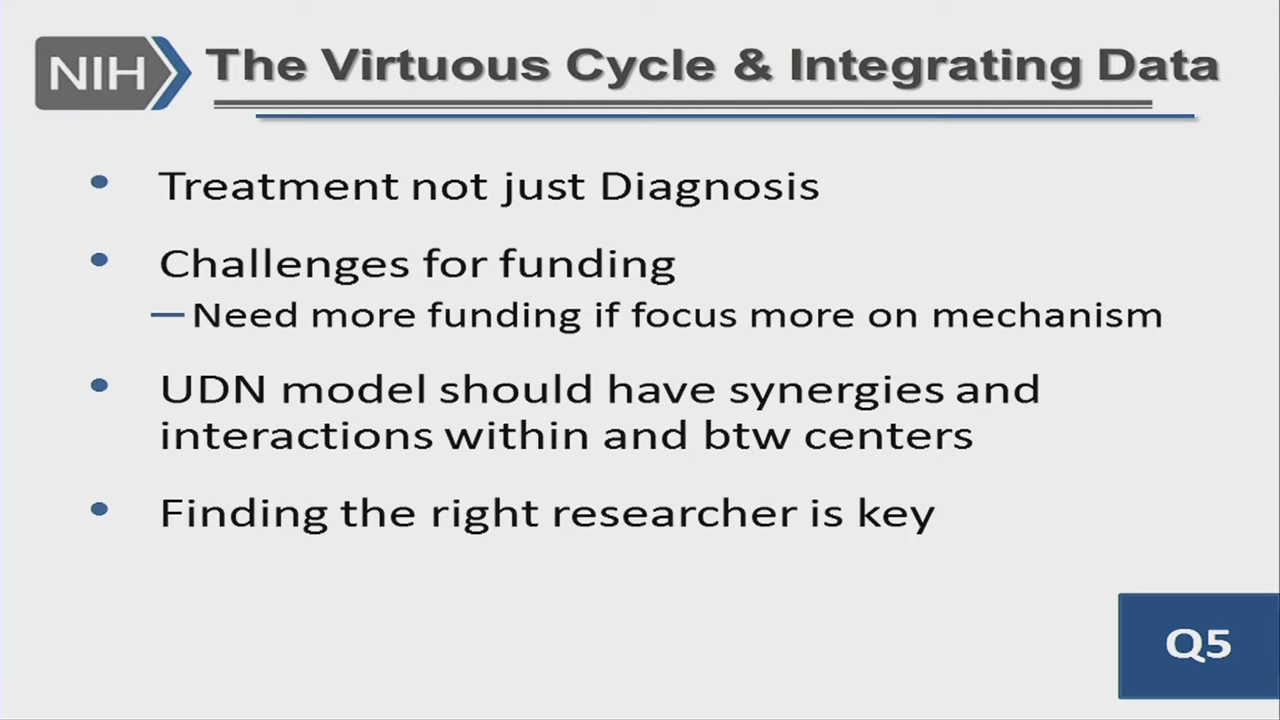 NIH
The Virtuous Cycle & Integrating Data
• Treatment not just Diagnosis
• Challenges for funding
— Need more funding if focus more on mechanism
• UDN model should have synergies and
interactions within and btw centers
• Finding the right researcher is key
Q5